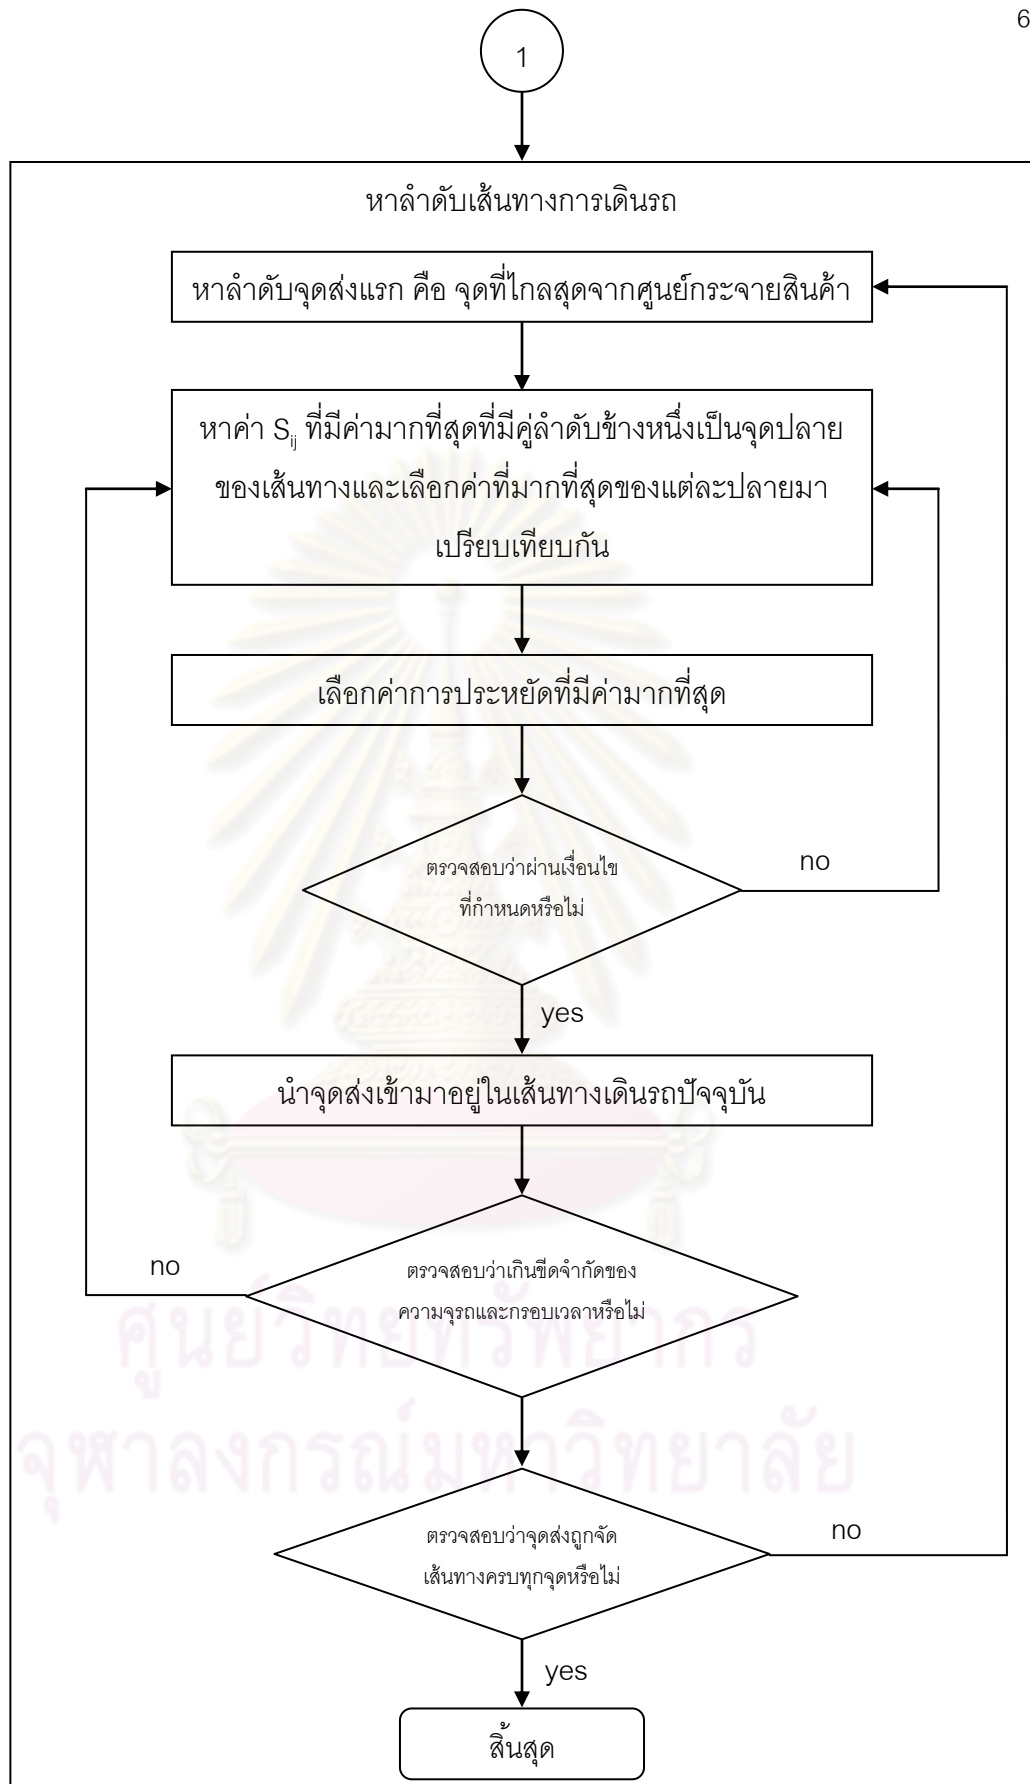 6
1
หาลำดับเส้นทางการเดินรถ
หาลำดับจุดส่งแรก คือ จุดที่ไกลสุดจากศูนย์กระจายสินค้า
หาค่า Sij ที่มีค่ามากที่สุดที่มีคู่ลำดับข้างหนึ่งเป็นจุดปลาย
ของเส้นทางและเลือกค่าที่มากที่สุดของแต่ละปลายมา
เปรียบเทียบกัน
เลือกค่าการประหยัดที่มีค่ามากที่สุด
ตรวจสอบว่าผ่านเงื่อนไข
ที่กำหนดหรือไม่
no
yes
นำจุดส่งเข้ามาอยู่ในเส้นทางเดินรถปัจจุบัน
no
ตรวจสอบว่าเกินขีดจำกัดของ
ความจุรถและกรอบเวลาหรือไม่
ศูนย์วิทยทรัพยากร
จุฬาลงกรณ์มหาวิทยาลัย
ตรวจสอบว่าจุดส่งถูกจัด
เส้นทางครบทุกจุดหรือไม่
no
yes
สิ้นสุด